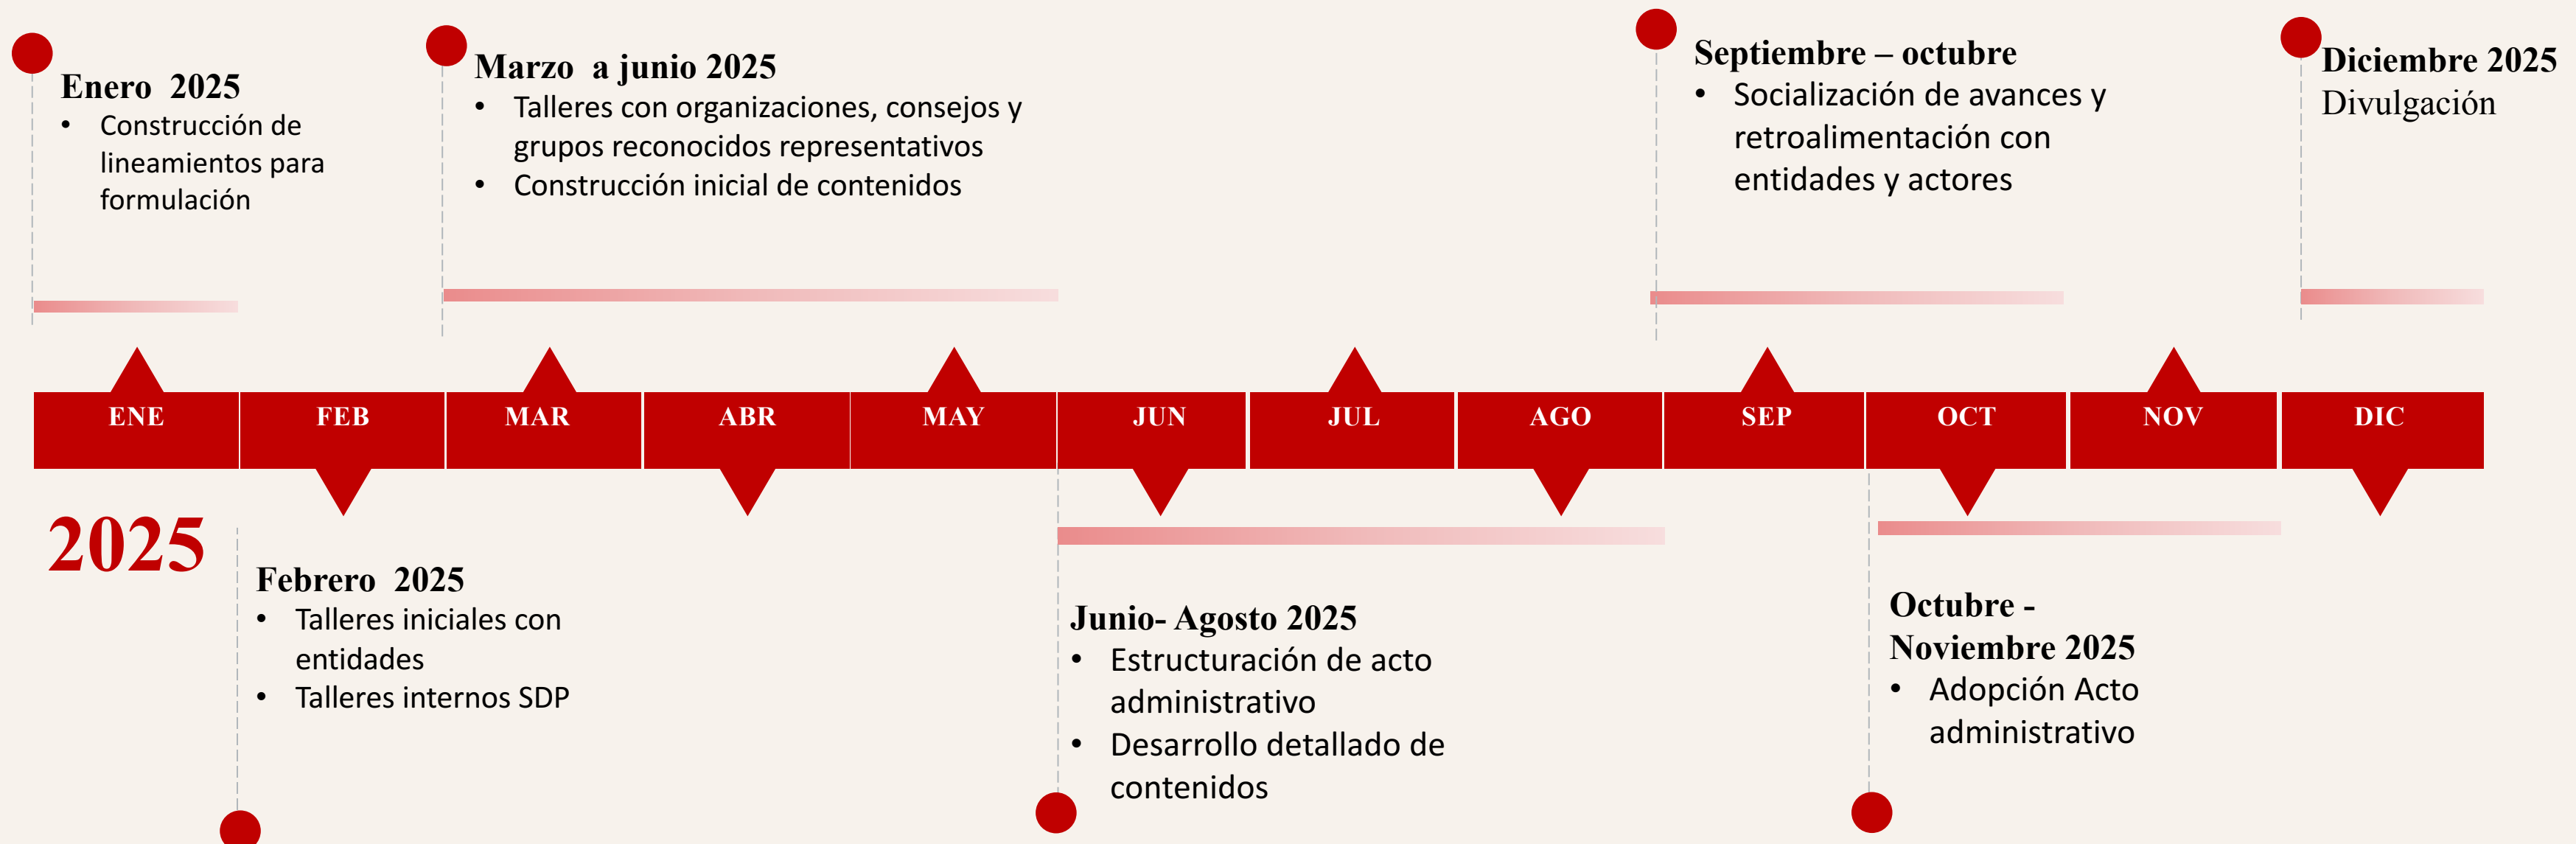 Enero 2025
• Construcción de
lineamientos para
formulación
Marzo a junio 2025
• Talleres con organizaciones, consejos y
grupos reconocidos representativos
• Construcción inicial de contenidos
Septiembre – octubre
• Socialización de avances y
retroalimentación con
entidades y actores
Diciembre 2025
Divulgación
ENE
FEB
MAR
ABR
MAY
JUN
JUL
AGO
SEP
OCT
NOV
DIC
2025
Febrero 2025
• Talleres iniciales con
entidades
• Talleres internos SDP
Junio- Agosto 2025
• Estructuración de acto
administrativo
• Desarrollo detallado de
contenidos
Octubre -
Noviembre 2025
• Adopción Acto
administrativo